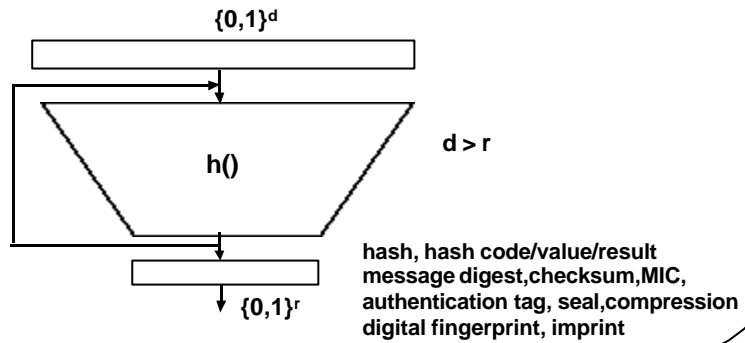 {0,1}ᵈ
d > r
h()
hash, hash code/value/result
message digest,checksum,MIC,
authentication tag, seal,compression
digital fingerprint, imprint
{0,1}ʳ